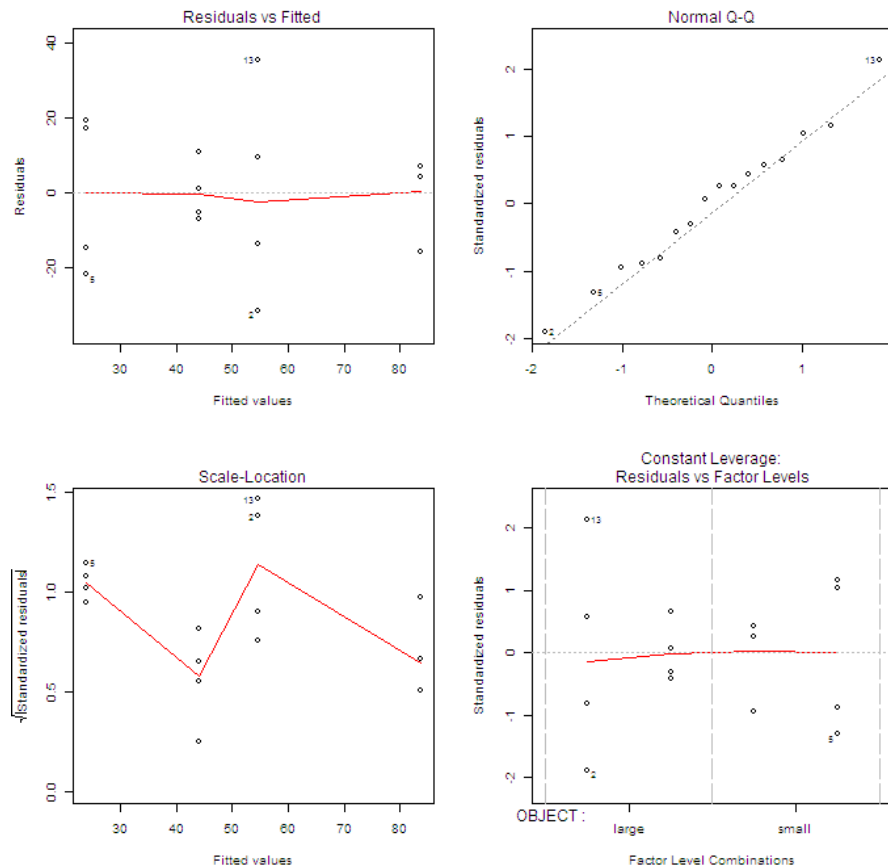 Residuals vs Fitted
40
20
0
-20
Residuals
13
5
2
30 40 50 60 70 80
Fitted values
Normal Q-Q
2
1
0
-1
-2
Standardized residuals
13
5
2
-2 -1 0 1
Theoretical Quantiles
Scale-Location
1.5
1.0
0.5
0.0
√|Standardized residuals|
13
2
5
30 40 50 60 70 80
Fitted values
Constant Leverage:
Residuals vs Factor Levels
2
1
0
-1
-2
Standardized residuals
13
5
2
OBJECT :
large small
Factor Level Combinations